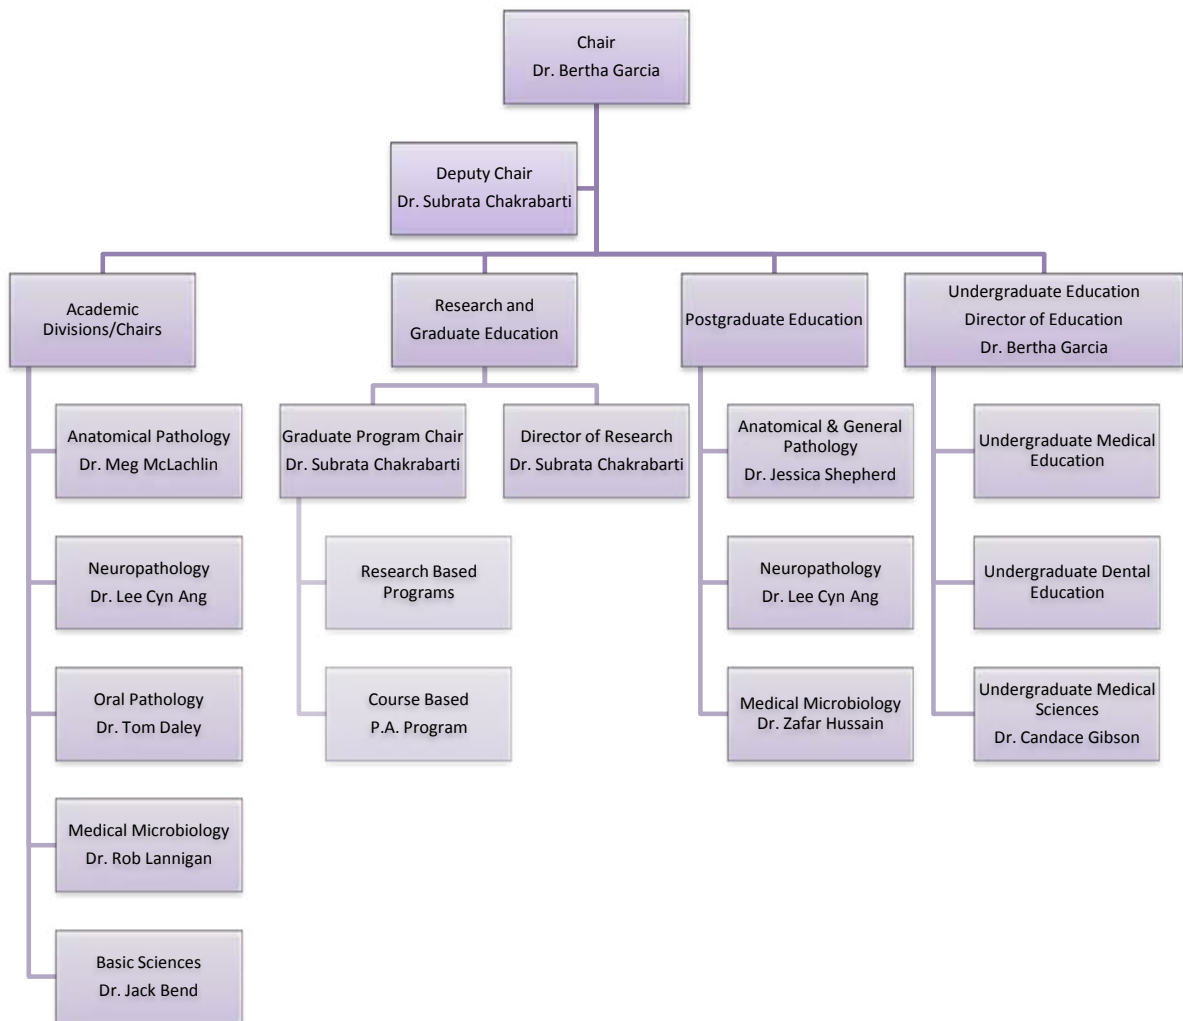 Chair
Dr. Bertha Garcia
Deputy Chair
Dr. Subrata Chakrabarti
Academic
Divisions/Chairs
Anatomical Pathology
Dr. Meg McLachlin
Neuropathology
Dr. Lee Cyn Ang
Oral Pathology
Dr. Tom Daley
Medical Microbiology
Dr. Rob Lannigan
Basic Sciences
Dr. Jack Bend
Research and
Graduate Education
Graduate Program Chair
Dr. Subrata Chakrabarti
Research Based
Programs
Course Based
P.A. Program
Director of Research
Dr. Subrata Chakrabarti
Postgraduate Education
Anatomical & General
Pathology
Dr. Jessica Shepherd
Neuropathology
Dr. Lee Cyn Ang
Medical Microbiology
Dr. Zafar Hussain
Undergraduate Education
Director of Education
Dr. Bertha Garcia
Undergraduate Medical
Education
Undergraduate Dental
Education
Undergraduate Medical
Sciences
Dr. Candace Gibson